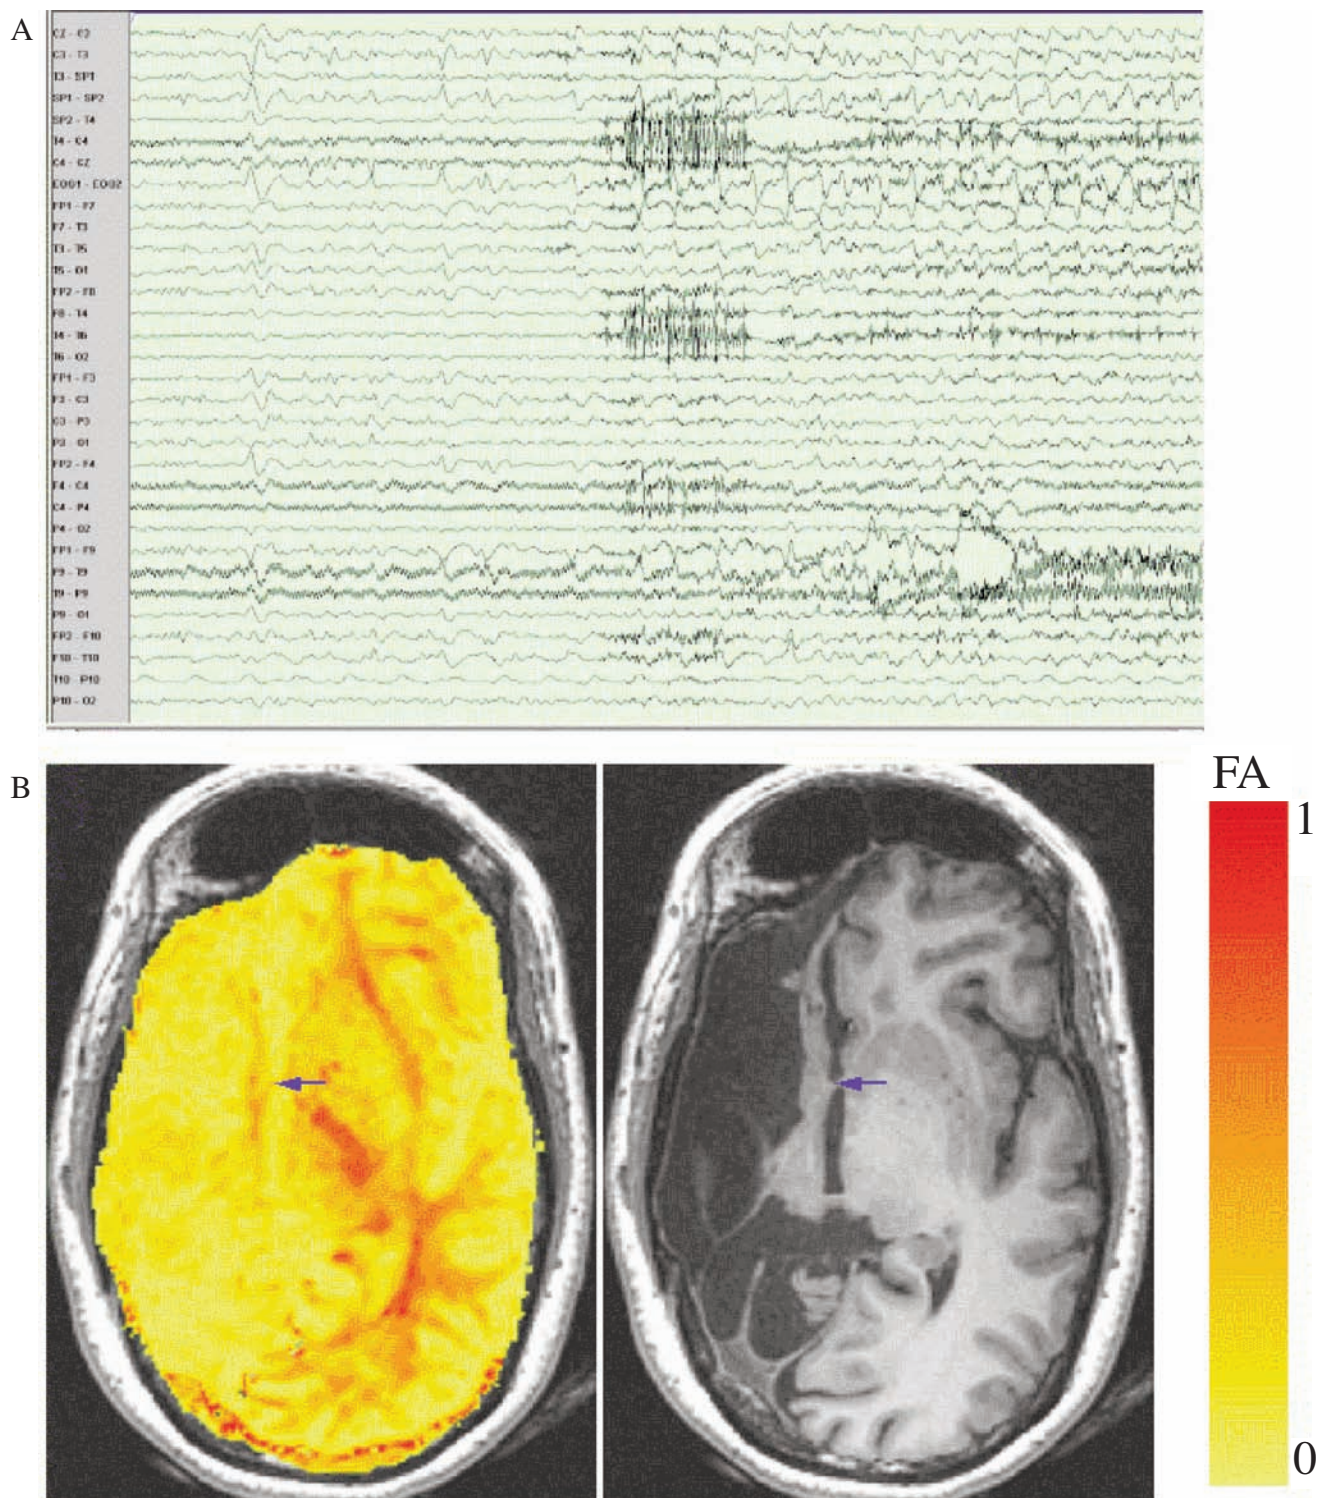 A
CZ - C3
C3 - T3
T3 - SP1
SP1 - SP2
SP2 - T4
T4 - C4
C4 - CZ
EOG1 - EOG2
FP1 - F7
F7 - T3
T3 - T5
T5 - O1
FP2 - F8
F8 - T4
T4 - T6
T6 - O2
FP1 - F3
F3 - C3
C3 - P3
P3 - O1
FP2 - F4
F4 - C4
C4 - P4
P4 - O2
FP1 - F9
F9 - T9
T9 - P9
P9 - O1
FP2 - F10
F10 - T10
T10 - P10
P10 - O2
B
FA
1
0